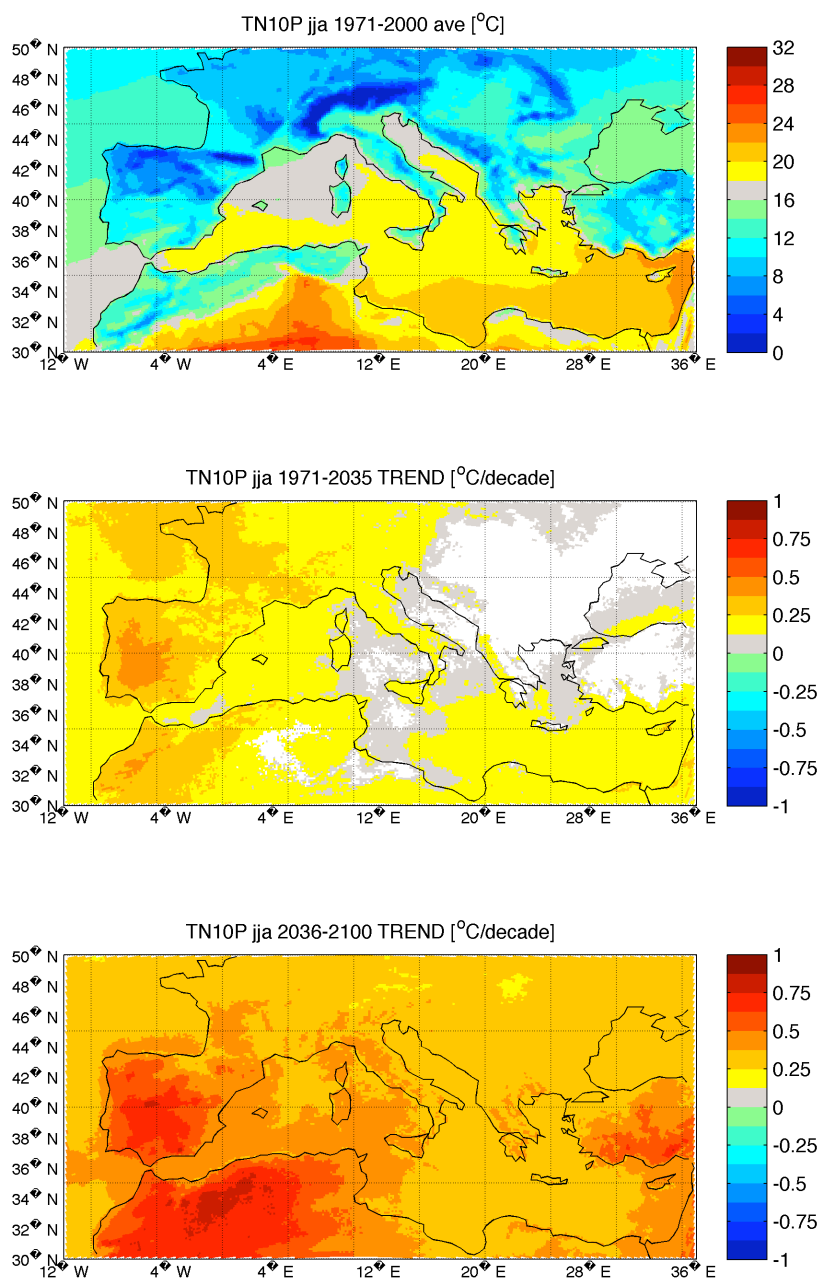 TN10P jja 1971-2000 ave [°C]
50� N
48� N
46� N
44� N
42� N
40� N
38� N
36� N
34� N
32� N
30� N
12� W
4� W
4� E
12� E
20� E
28� E
36� E
32
28
24
20
16
12
8
4
0
TN10P jja 1971-2035 TREND [°C/decade]
50� N
48� N
46� N
44� N
42� N
40� N
38� N
36� N
34� N
32� N
30� N
12� W
4� W
4� E
12� E
20� E
28� E
36� E
1
0.75
0.5
0.25
0
-0.25
-0.5
-0.75
-1
TN10P jja 2036-2100 TREND [°C/decade]
50� N
48� N
46� N
44� N
42� N
40� N
38� N
36� N
34� N
32� N
30� N
12� W
4� W
4� E
12� E
20� E
28� E
36� E
1
0.75
0.5
0.25
0
-0.25
-0.5
-0.75
-1